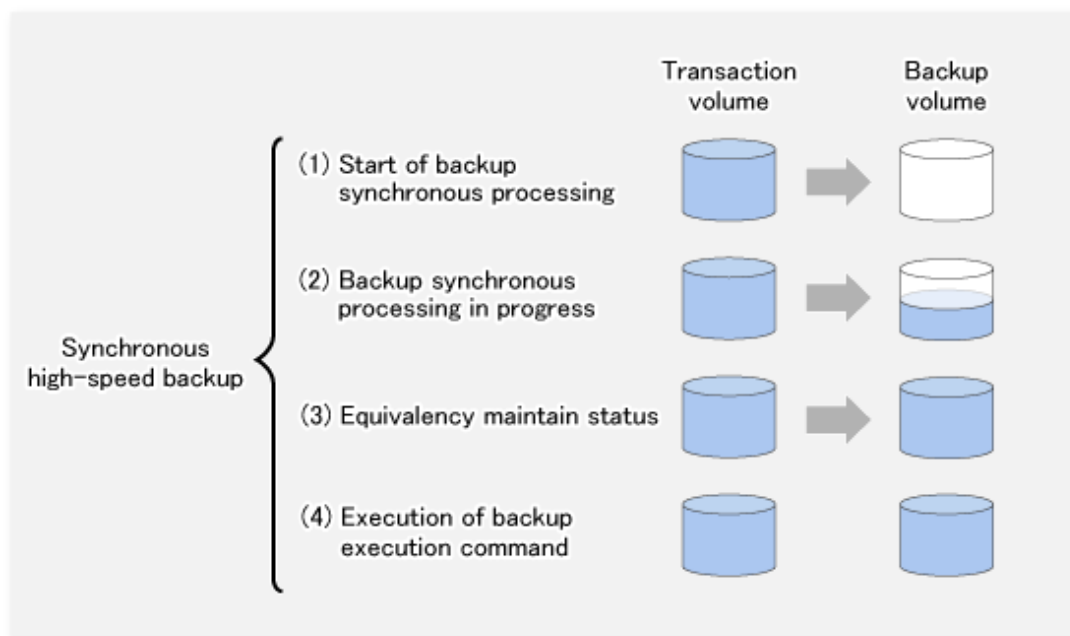 Transaction
volume
Backup
volume
(1) Start of backup
synchronous processing
(2) Backup synchronous
processing in progress
Synchronous
high-speed backup
(3) Equivalency maintain status
(4) Execution of backup
execution command